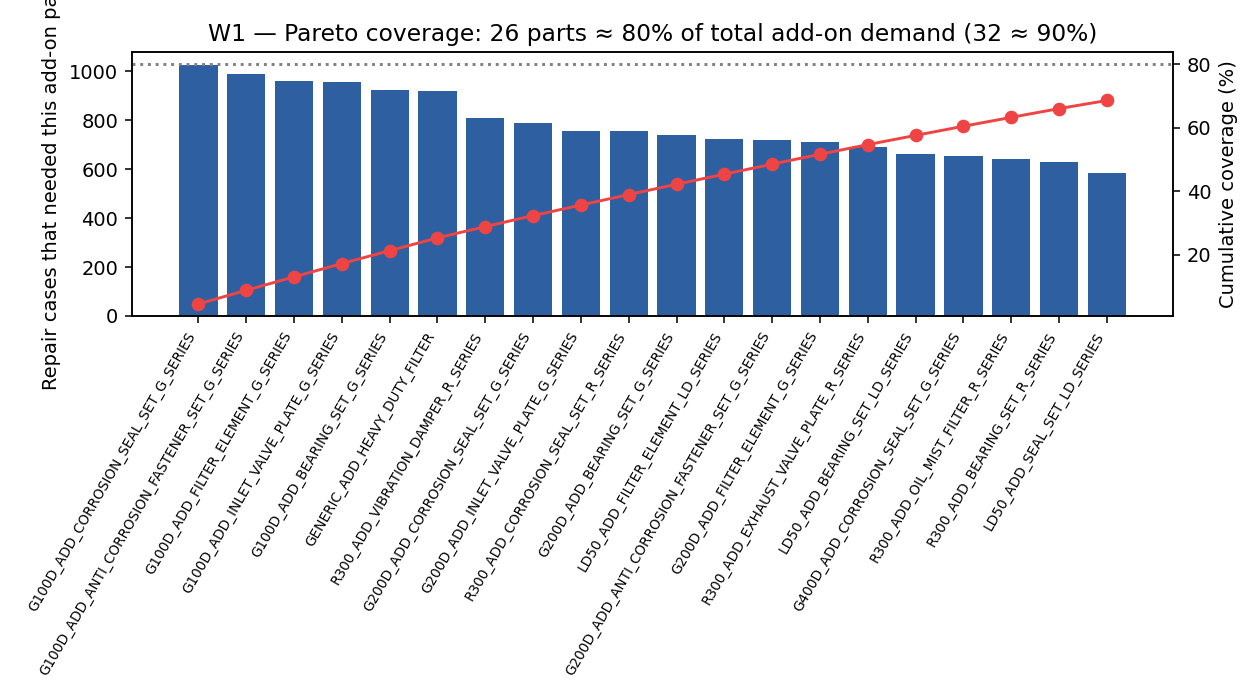 W1 — Pareto coverage: 26 parts ≈ 80% of total add-on demand (32 ≈ 90%)
Repair cases that needed this add-on pa
1000
800
600
400
200
0
80
60
40
20
Cumulative coverage (%)
G100D_ADD_CORROSION_SEAL_SET_G_SERIES
G100D_ADD_ANTI_CORROSION_FASTENER_SET_G_SERIES
G100D_ADD_FILTER_ELEMENT_G_SERIES
G100D_ADD_INLET_VALVE_PLATE_G_SERIES
G100D_ADD_BEARING_SET_G_SERIES
GENERIC_ADD_HEAVY_DUTY_FILTER
R300_ADD_VIBRATION_DAMPER_R_SERIES
G200D_ADD_CORROSION_SEAL_SET_G_SERIES
G200D_ADD_INLET_VALVE_PLATE_G_SERIES
R300_ADD_CORROSION_SEAL_SET_R_SERIES
G200D_ADD_BEARING_SET_G_SERIES
LD50_ADD_FILTER_ELEMENT_LD_SERIES
G200D_ADD_ANTI_CORROSION_FASTENER_SET_G_SERIES
G200D_ADD_FILTER_ELEMENT_G_SERIES
R300_ADD_EXHAUST_VALVE_PLATE_R_SERIES
LD50_ADD_BEARING_SET_LD_SERIES
G400D_ADD_CORROSION_SEAL_SET_G_SERIES
R300_ADD_OIL_MIST_FILTER_R_SERIES
R300_ADD_BEARING_SET_R_SERIES
LD50_ADD_SEAL_SET_LD_SERIES